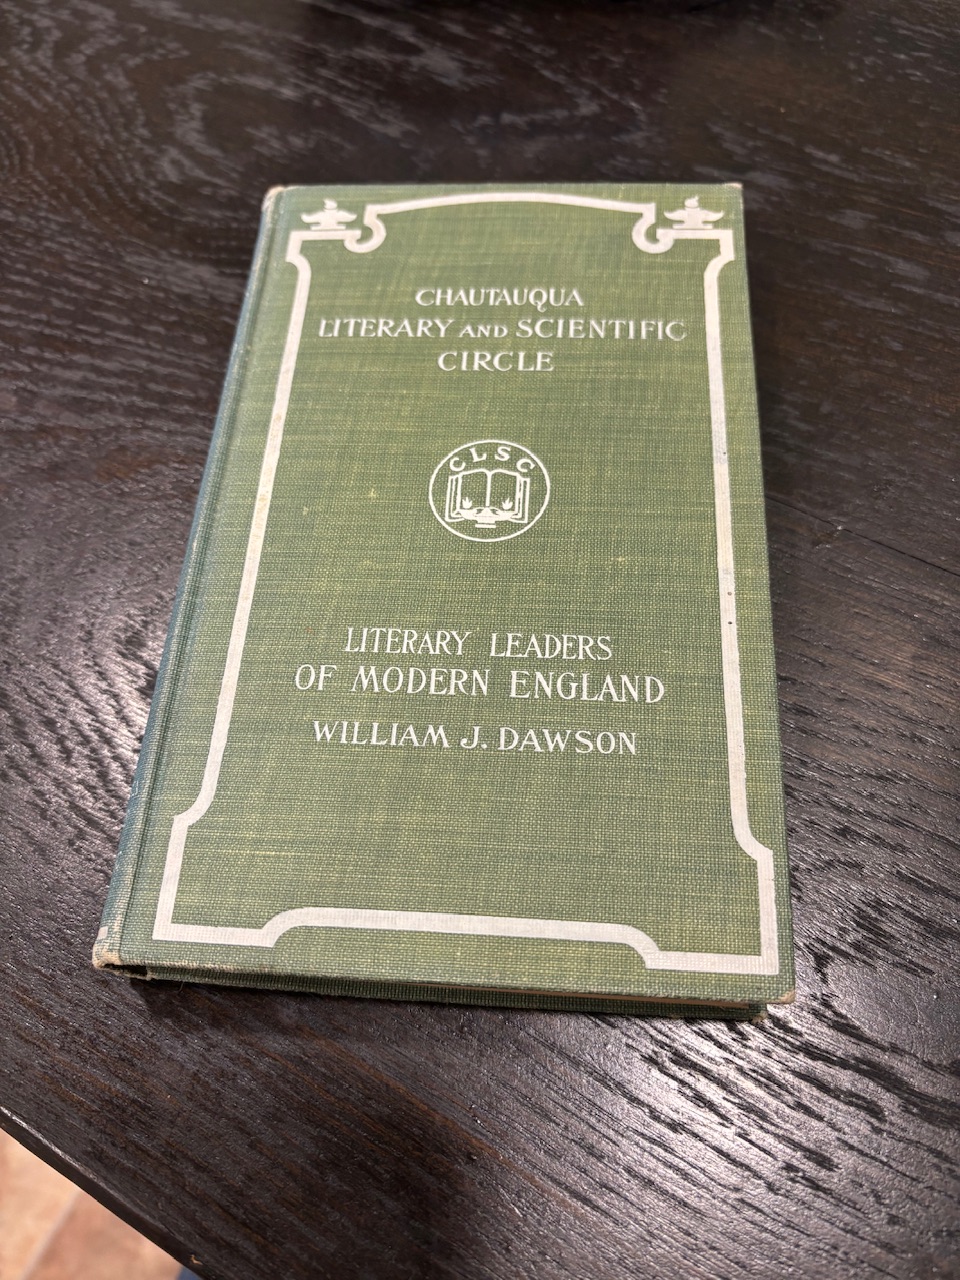 CHAUTAUQUA
LITERARY AND SCIENTIFIC
CIRCLE
CLSC
LITERARY LEADERS
OF MODERN ENGLAND
WILLIAM J. DAWSON